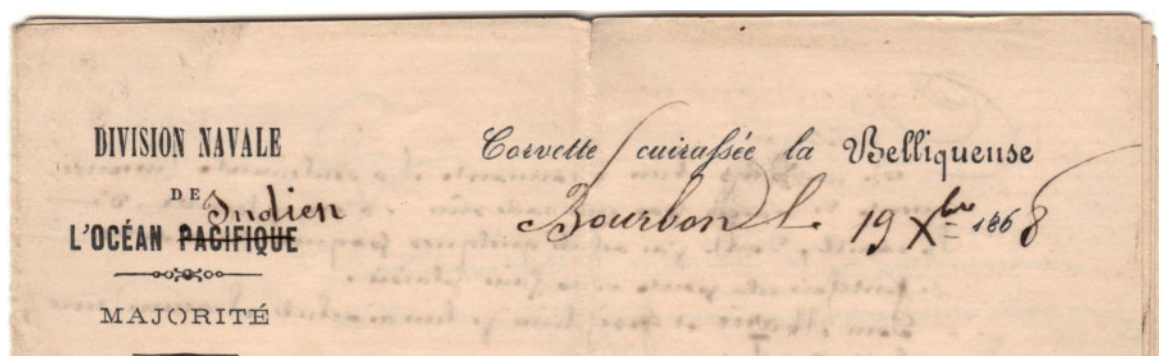 DIVISION NAVALE
DE
Indien
L'OCÉAN PACIFIQUE
MAJORITÉ
Corvette cuirassée la Belliqueuse
Bourbon l. 19 Xbre 1868